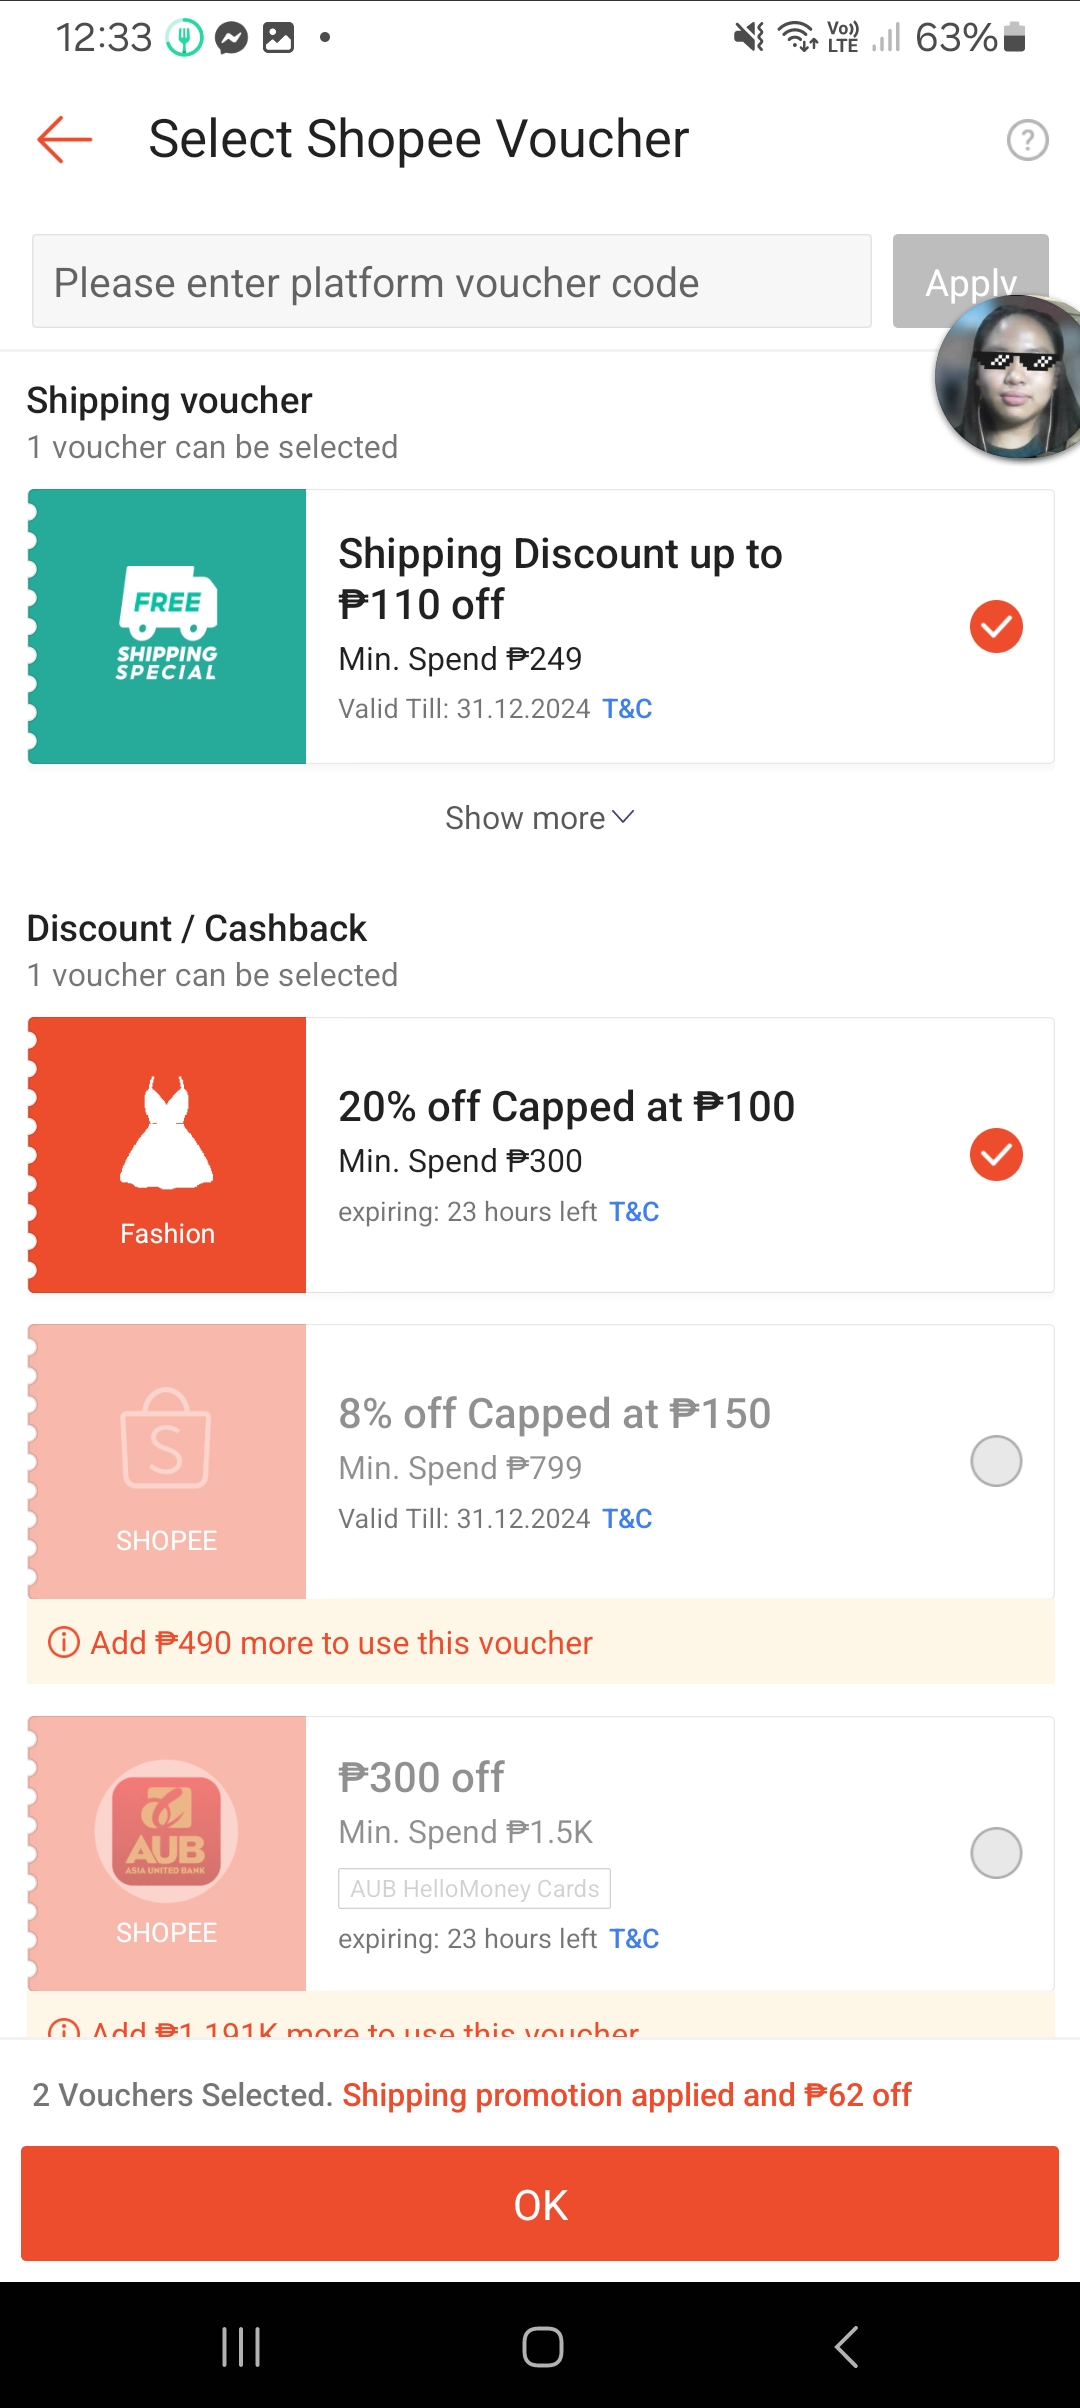 12:33
Vo)) LTE 63%
Select Shopee Voucher
?
Please enter platform voucher code
Apply
Shipping voucher
1 voucher can be selected
FREE
SHIPPING
SPECIAL
Shipping Discount up to
₱110 off
Min. Spend ₱249
Valid Till: 31.12.2024 T&C
Show more
Discount / Cashback
1 voucher can be selected
Fashion
20% off Capped at ₱100
Min. Spend ₱300
expiring: 23 hours left T&C
S
SHOPEE
8% off Capped at ₱150
Min. Spend ₱799
Valid Till: 31.12.2024 T&C
Add ₱490 more to use this voucher
AUB
ASIA UNITED BANK
SHOPEE
₱300 off
Min. Spend ₱1.5K
AUB HelloMoney Cards
expiring: 23 hours left T&C
Add ₱1.191K more to use this voucher
2 Vouchers Selected. Shipping promotion applied and ₱62 off
OK